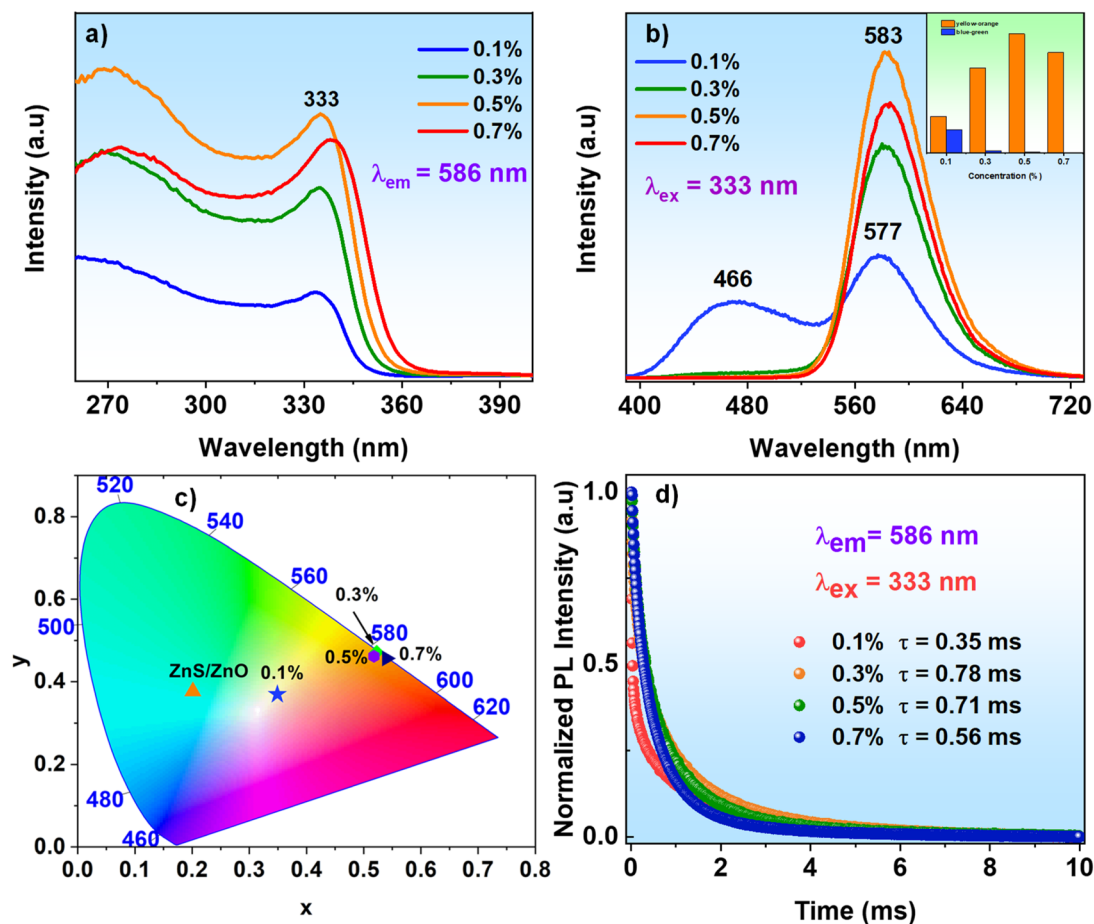 a)
0.1%
0.3%
0.5%
0.7%
333
λem = 586 nm
Intensity (a.u)
270
300
330
360
390
Wavelength (nm)
b)
0.1%
0.3%
0.5%
0.7%
583
577
466
λex = 333 nm
Intensity (a.u)
400
480
560
640
720
Wavelength (nm)
yellow-orange
blue-green
0.1
0.3
0.5
0.7
Concentration (%)
c)
520
540
560
580
600
620
500
480
460
0.3%
0.5%
0.7%
0.1%
ZnS/ZnO
y
0.8
0.6
0.4
0.2
0.0
0.0
0.1
0.2
0.3
0.4
0.5
0.6
0.7
0.8
x
d)
λem= 586 nm
λex = 333 nm
0.1% τ = 0.35 ms
0.3% τ = 0.78 ms
0.5% τ = 0.71 ms
0.7% τ = 0.56 ms
Normalized PL Intensity (a.u)
1.0
0.5
0.0
0
2
4
6
8
10
Time (ms)